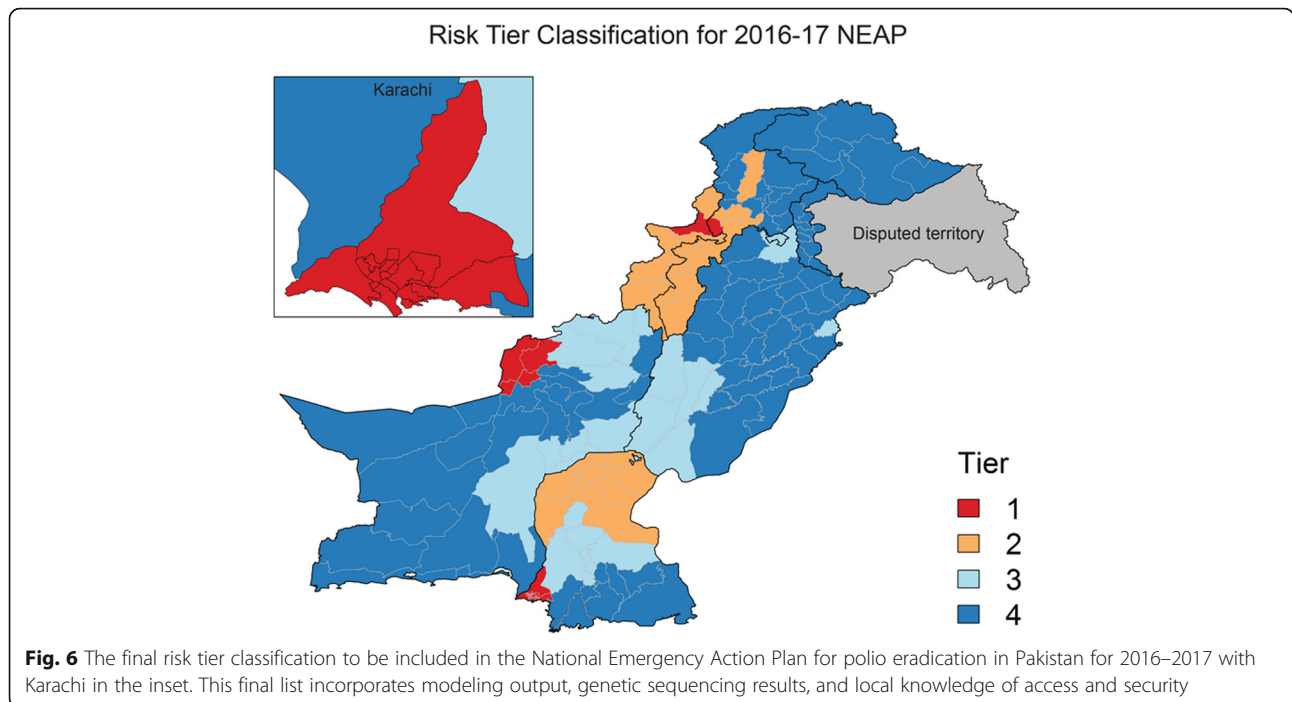 Risk Tier Classification for 2016-17 NEAP
Karachi
Disputed territory
Tier
1
2
3
4
Fig. 6 The final risk tier classification to be included in the National Emergency Action Plan for polio eradication in Pakistan for 2016–2017 with
Karachi in the inset. This final list incorporates modeling output, genetic sequencing results, and local knowledge of access and security